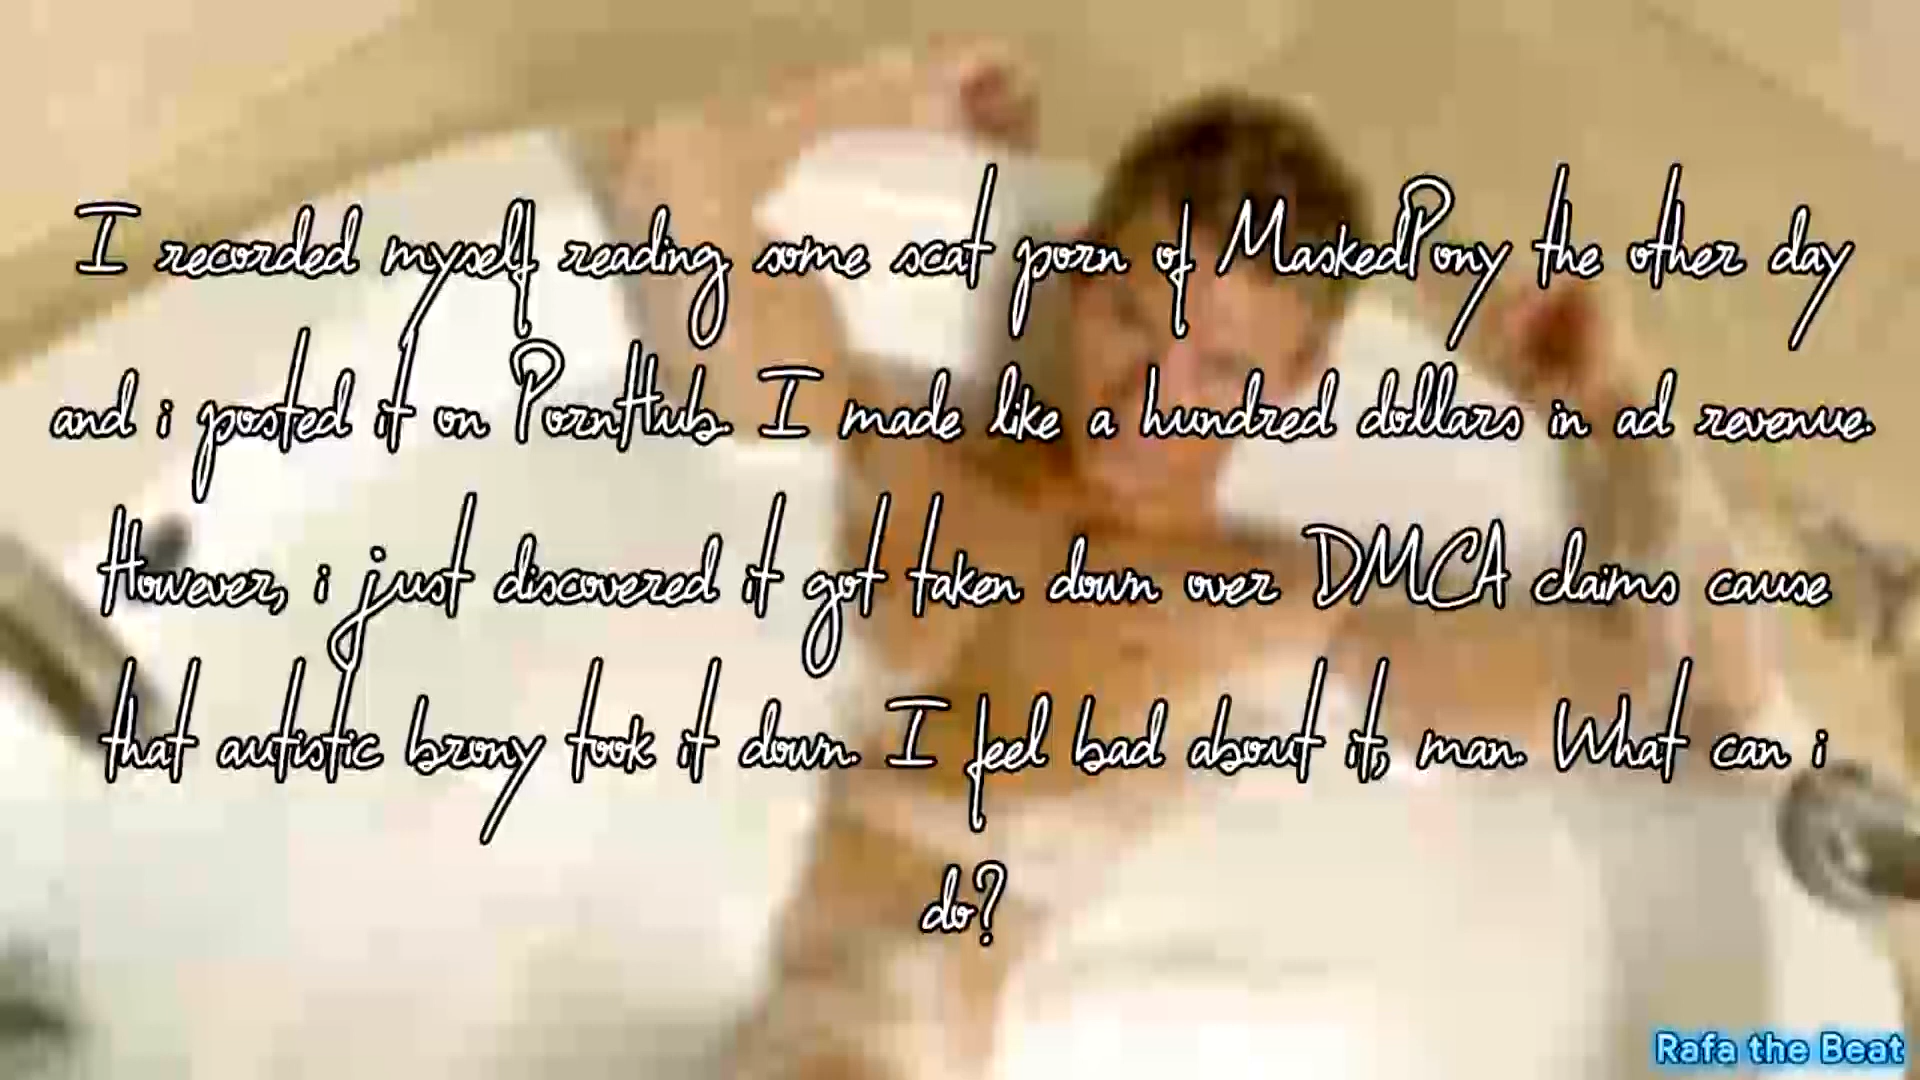 I recorded myself reading some scat porn of MaskedPony the other day
and i posted it on PornHub. I made like a hundred dollars in ad revenue.
However, i just discovered it got taken down over DMCA claims cause
that autistic brony took it down. I feel bad about it, man. What can i
do?
Rafa the Beat